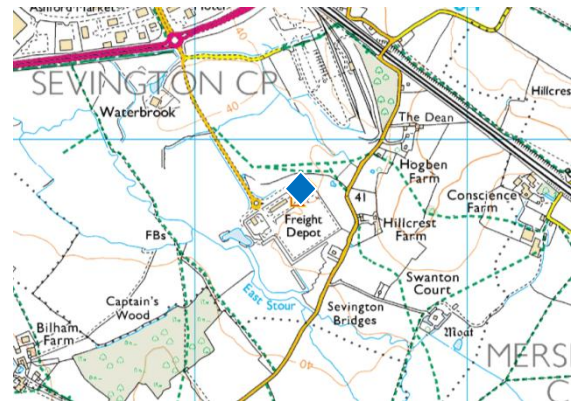 Ashford Market
40
SEVINGTON CP
Waterbrook
40
Hillcrest
The Dean
Hogben
Farm
Conscience
Farm
41
Freight
Depot
Hillcrest
Farm
FBs
Swanton
Court
East Stour
Captain's
Wood
Sevington
Bridges
Moat
Bilham
Farm
MERS
40
C